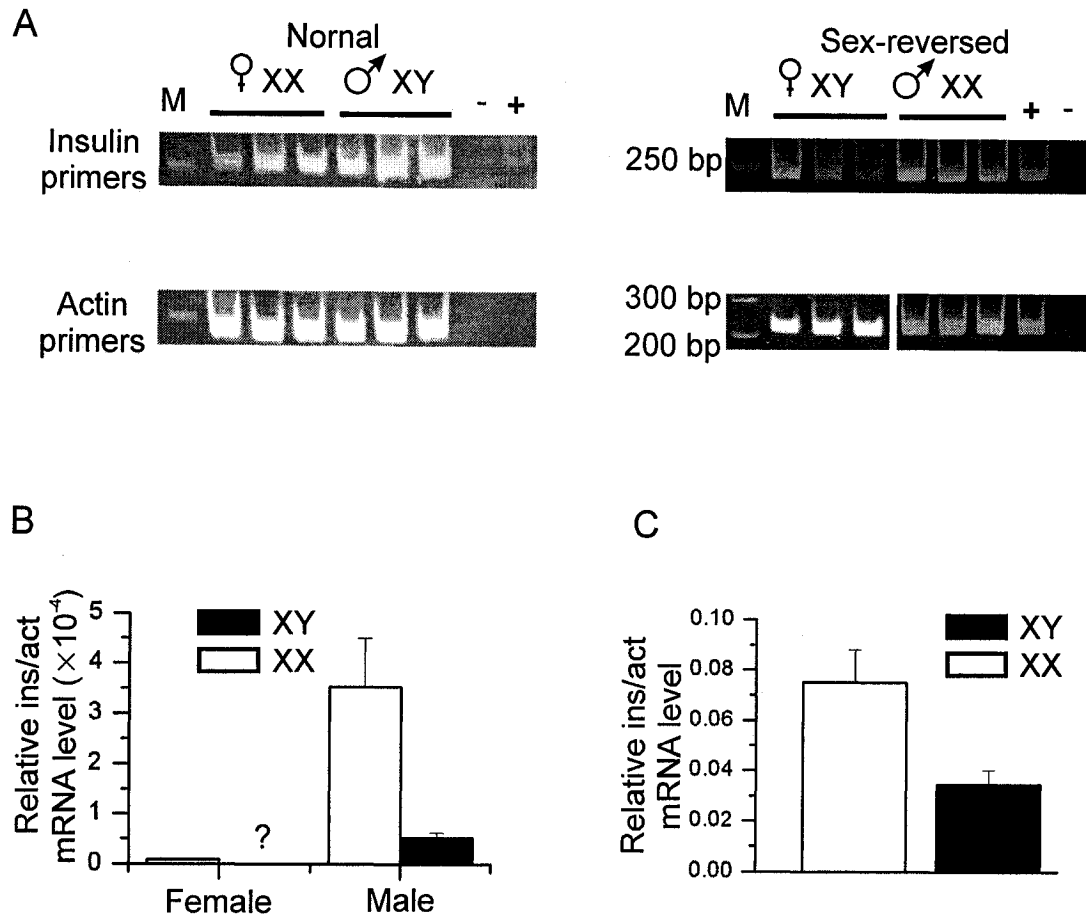 A
Nornal
♀ XX ♂ XY
M - +
Insulin primers
Actin primers
Sex-reversed
♀ XY ♂ XX
M + -
250 bp
300 bp
200 bp
B
Relative ins/act mRNA level (×10⁻⁴)
5
4
3
2
1
0
XY
XX
?
Female Male
C
Relative ins/act mRNA level
0.10
0.08
0.06
0.04
0.02
0.00
XY
XX